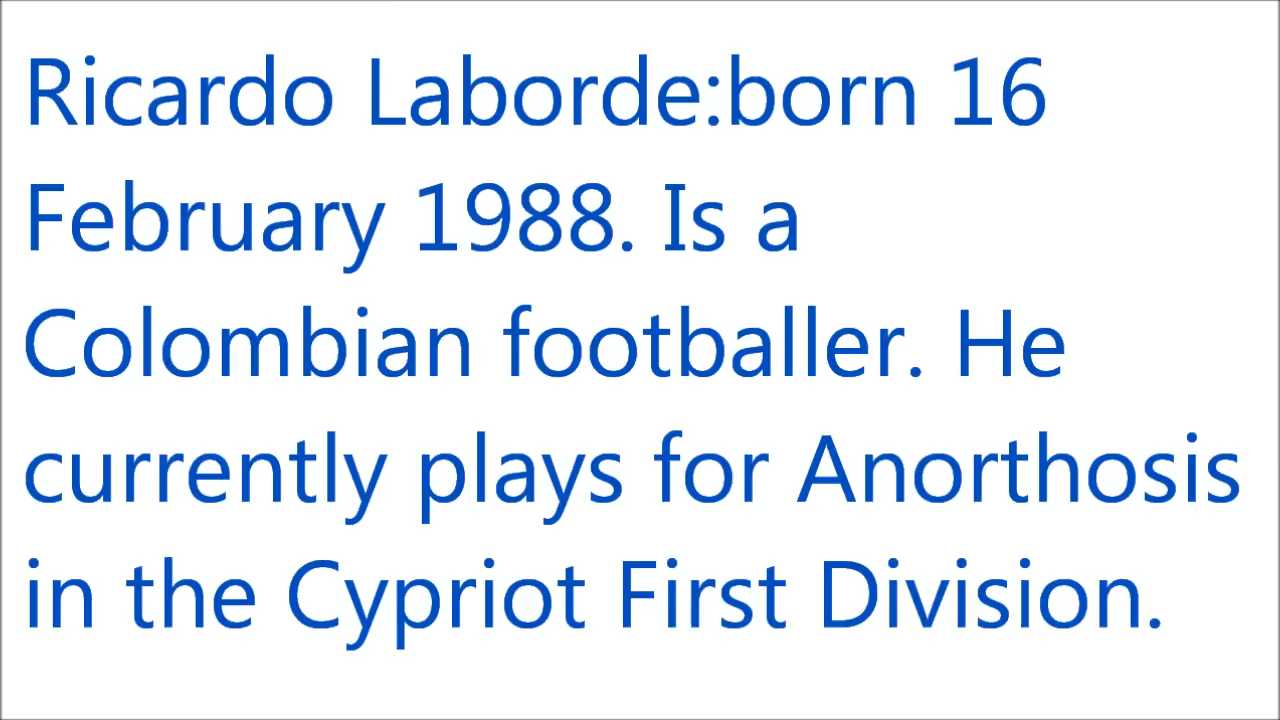 Ricardo Laborde:born 16
February 1988. Is a
Colombian footballer. He
currently plays for Anorthosis
in the Cypriot First Division.